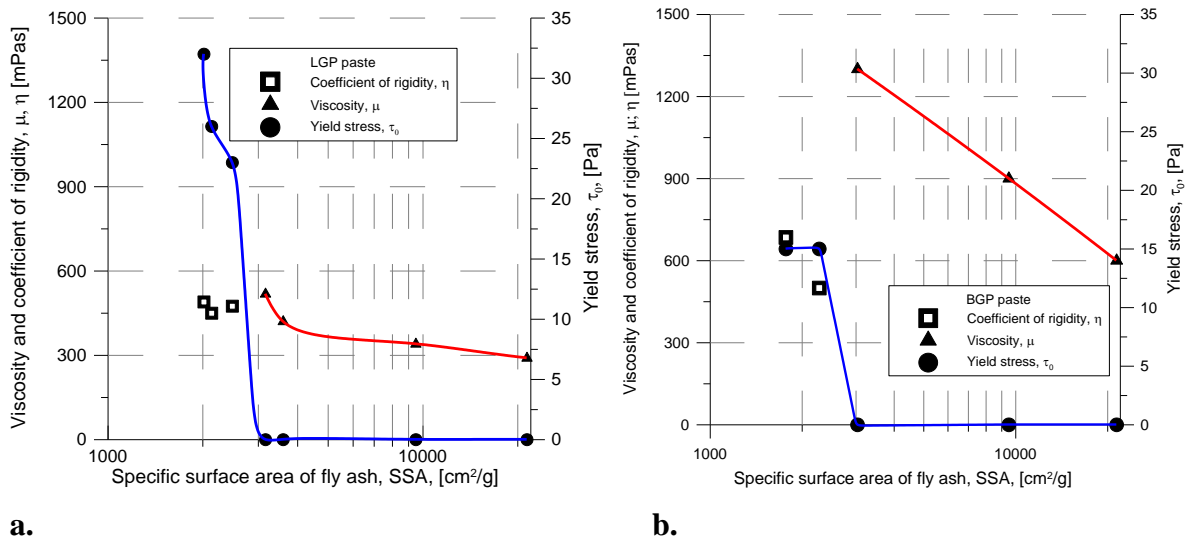 1500
1200
900
600
300
0
Viscosity and coefficient of rigidity, μ, η [mPas]
LGP paste
Coefficient of rigidity, η
Viscosity, μ
Yield stress, τ₀
35
30
25
20
15
10
5
0
Yield stress, τ₀, [Pa]
1000 10000
Specific surface area of fly ash, SSA, [cm²/g]
a.
1500
1200
900
600
300
0
Viscosity and coefficient of rigidity, μ; η [mPas]
BGP paste
Coefficient of rigidity, η
Viscosity, μ
Yield stress, τ₀
35
30
25
20
15
10
5
0
Yield stress, τ₀, [Pa]
1000 10000
Specific surface area of fly ash, SSA, [cm²/g]
b.